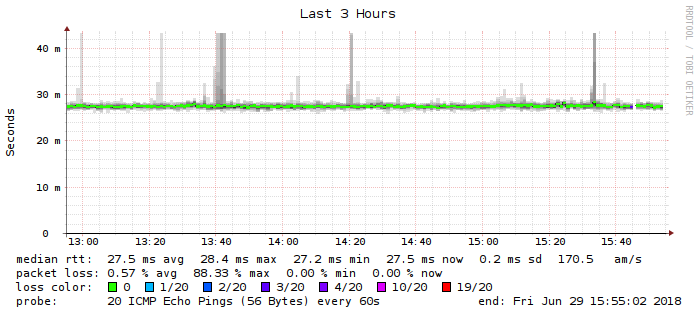 Last 3 Hours
RRDTOOL / TOBI OETIKER
Seconds
40 m
30 m
20 m
10 m
0
13:00 13:20 13:40 14:00 14:20 14:40 15:00 15:20 15:40
median rtt: 27.5 ms avg 28.4 ms max 27.2 ms min 27.5 ms now 0.2 ms sd 170.5 am/s
packet loss: 0.57 % avg 88.33 % max 0.00 % min 0.00 % now
loss color: 0 1/20 2/20 3/20 4/20 10/20 19/20
probe: 20 ICMP Echo Pings (56 Bytes) every 60s end: Fri Jun 29 15:55:02 2018